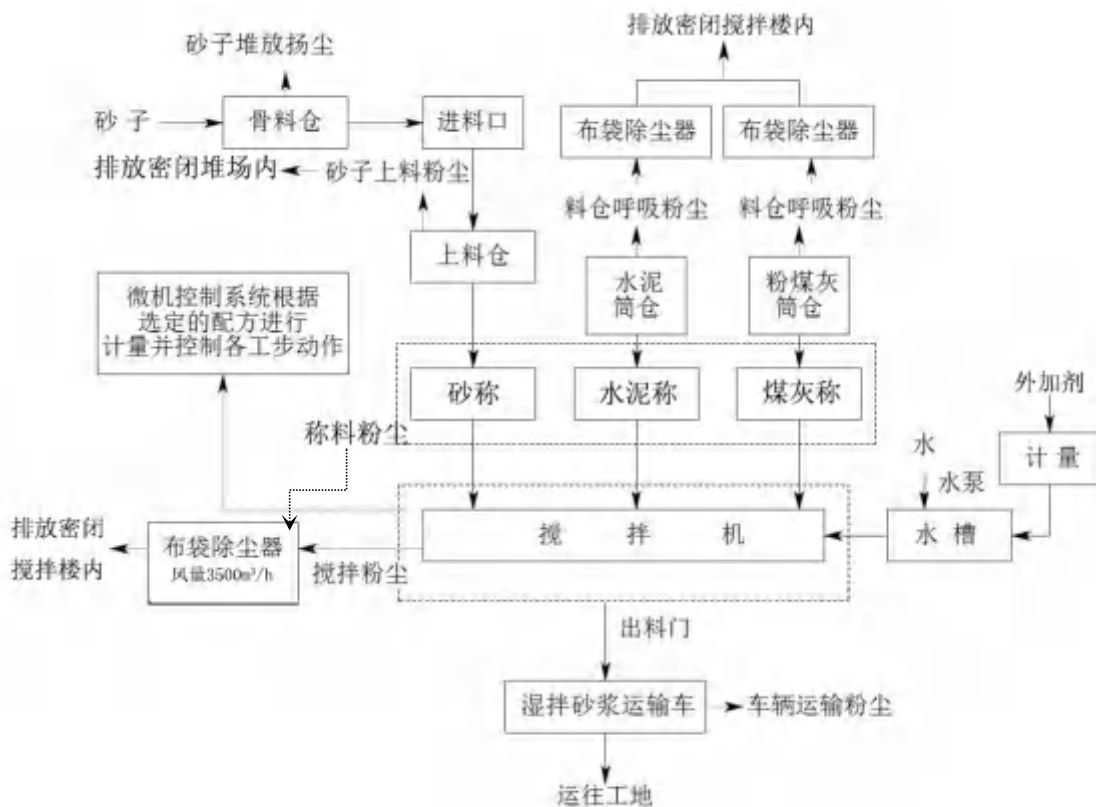 排放密闭搅拌楼内
砂子堆放扬尘
砂 子
骨料仓
进料口
布袋除尘器
布袋除尘器
排放密闭堆场内
砂子上料粉尘
料仓呼吸粉尘
料仓呼吸粉尘
上料仓
水泥
筒仓
粉煤灰
筒仓
微机控制系统根据
选定的配方进行
计量并控制各工步动作
砂称
水泥称
煤灰称
外加剂
称料粉尘
计 量
水
水泵
排放密闭
搅拌楼内
布袋除尘器
风量3500m³/h
搅拌粉尘
搅 拌 机
水 槽
出料门
湿拌砂浆运输车
车辆运输粉尘
运往工地